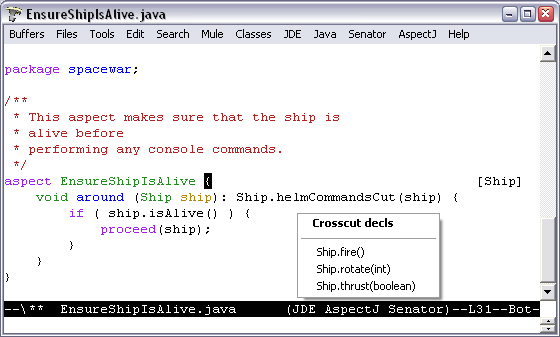 EnsureShipIsAlive.java
Buffers Files Tools Edit Search Mule Classes JDE Java Senator AspectJ Help
package spacewar;
/**
* This aspect makes sure that the ship is
* alive before
* performing any console commands.
*/
aspect EnsureShipIsAlive { [Ship]
void around (Ship ship): Ship.helmCommandsCut(ship) {
if ( ship.isAlive() ) {
proceed(ship);
}
}
}
Crosscut decls
Ship.fire()
Ship.rotate(int)
Ship.thrust(boolean)
--\** EnsureShipIsAlive.java (JDE AspectJ Senator)--L31--Bot-